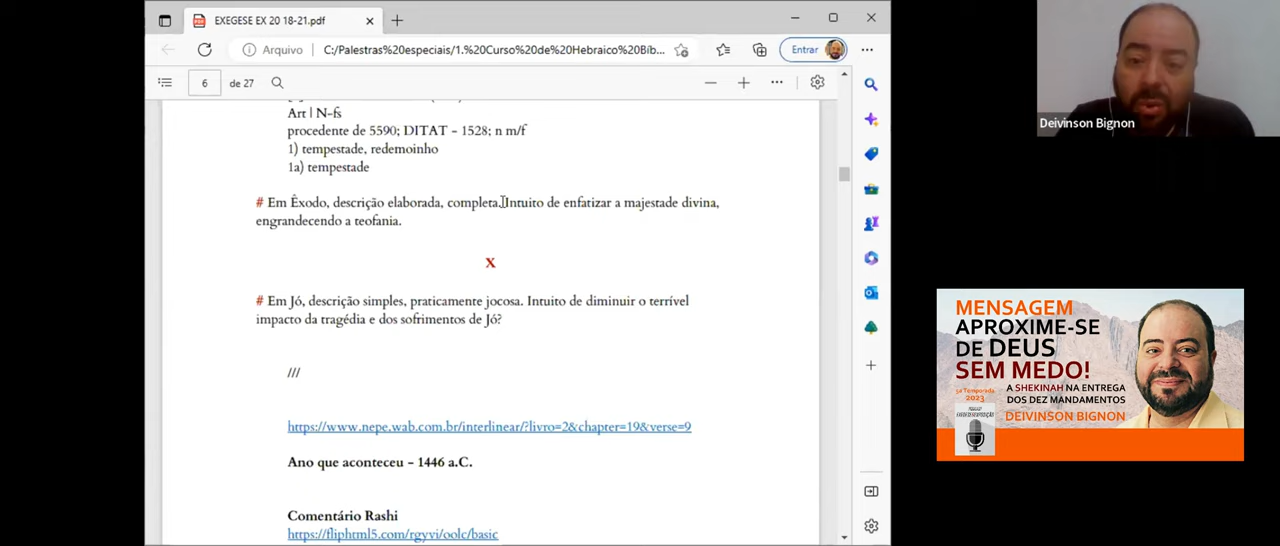 EXEGESE EX 20 18-21.pdf
Arquivo
C:/Palestras%20especiais/1.%20Curso%20de%20Hebraico%20Bíb...
Entrar
6 de 27
Art | N-fs
procedente de 5590; DITAT - 1528; n m/f
1) tempestade, redemoinho
1a) tempestade
# Em Êxodo, descrição elaborada, completa. Intuito de enfatizar a majestade divina,
engrandecendo a teofania.
X
# Em Jó, descrição simples, praticamente jocosa. Intuito de diminuir o terrível
impacto da tragédia e dos sofrimentos de Jó?
///
https://www.nepe.wab.com.br/interlinear/?livro=2&chapter=19&verse=9
Ano que aconteceu - 1446 a.C.
Comentário Rashi
https://fliphtml5.com/rgyvi/oolc/basic
Deivinson Bignon
MENSAGEM
APROXIME-SE
DE DEUS
SEM MEDO!
A SHEKINAH NA ENTREGA
DOS DEZ MANDAMENTOS
DEIVINSON BIGNON
2023